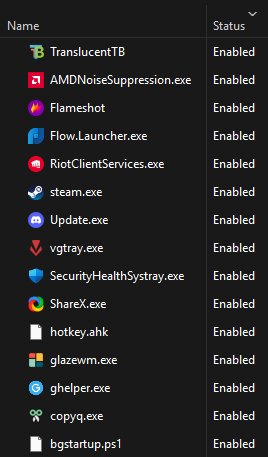 Name Status
TranslucentTB Enabled
AMDNoiseSuppression.exe Enabled
Flameshot Enabled
Flow.Launcher.exe Enabled
RiotClientServices.exe Enabled
steam.exe Enabled
Update.exe Enabled
vgtray.exe Enabled
SecurityHealthSystray.exe Enabled
ShareX.exe Enabled
hotkey.ahk Enabled
glazewm.exe Enabled
ghelper.exe Enabled
copyq.exe Enabled
bgstartup.ps1 Enabled